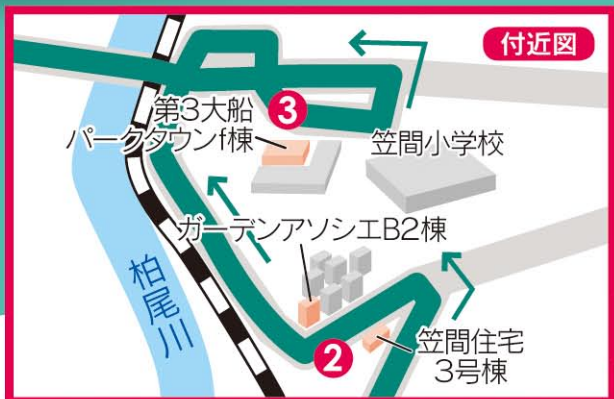 付近図
第3大船
パークタウンf棟
3
笠間小学校
ガーデンアソシエB2棟
柏尾川
2
笠間住宅
3号棟